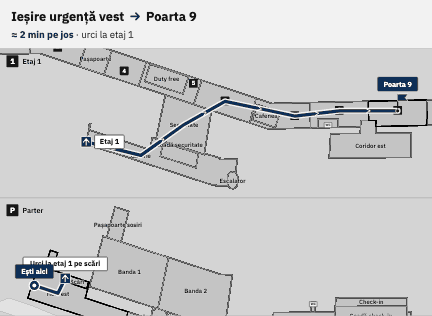 Ieșire urgență vest → Poarta 9
≈ 2 min pe jos · urci la etaj 1
1 Etaj 1
Pașapoarte
4
Duty free
5
Poarta 9
Cafenea
Etaj 1
Coridor est
Escalator
P Parter
Pașapoarte sosiri
Urci la etaj 1 pe scări
Ești aici
Banda 1
Banda 2
Check-in